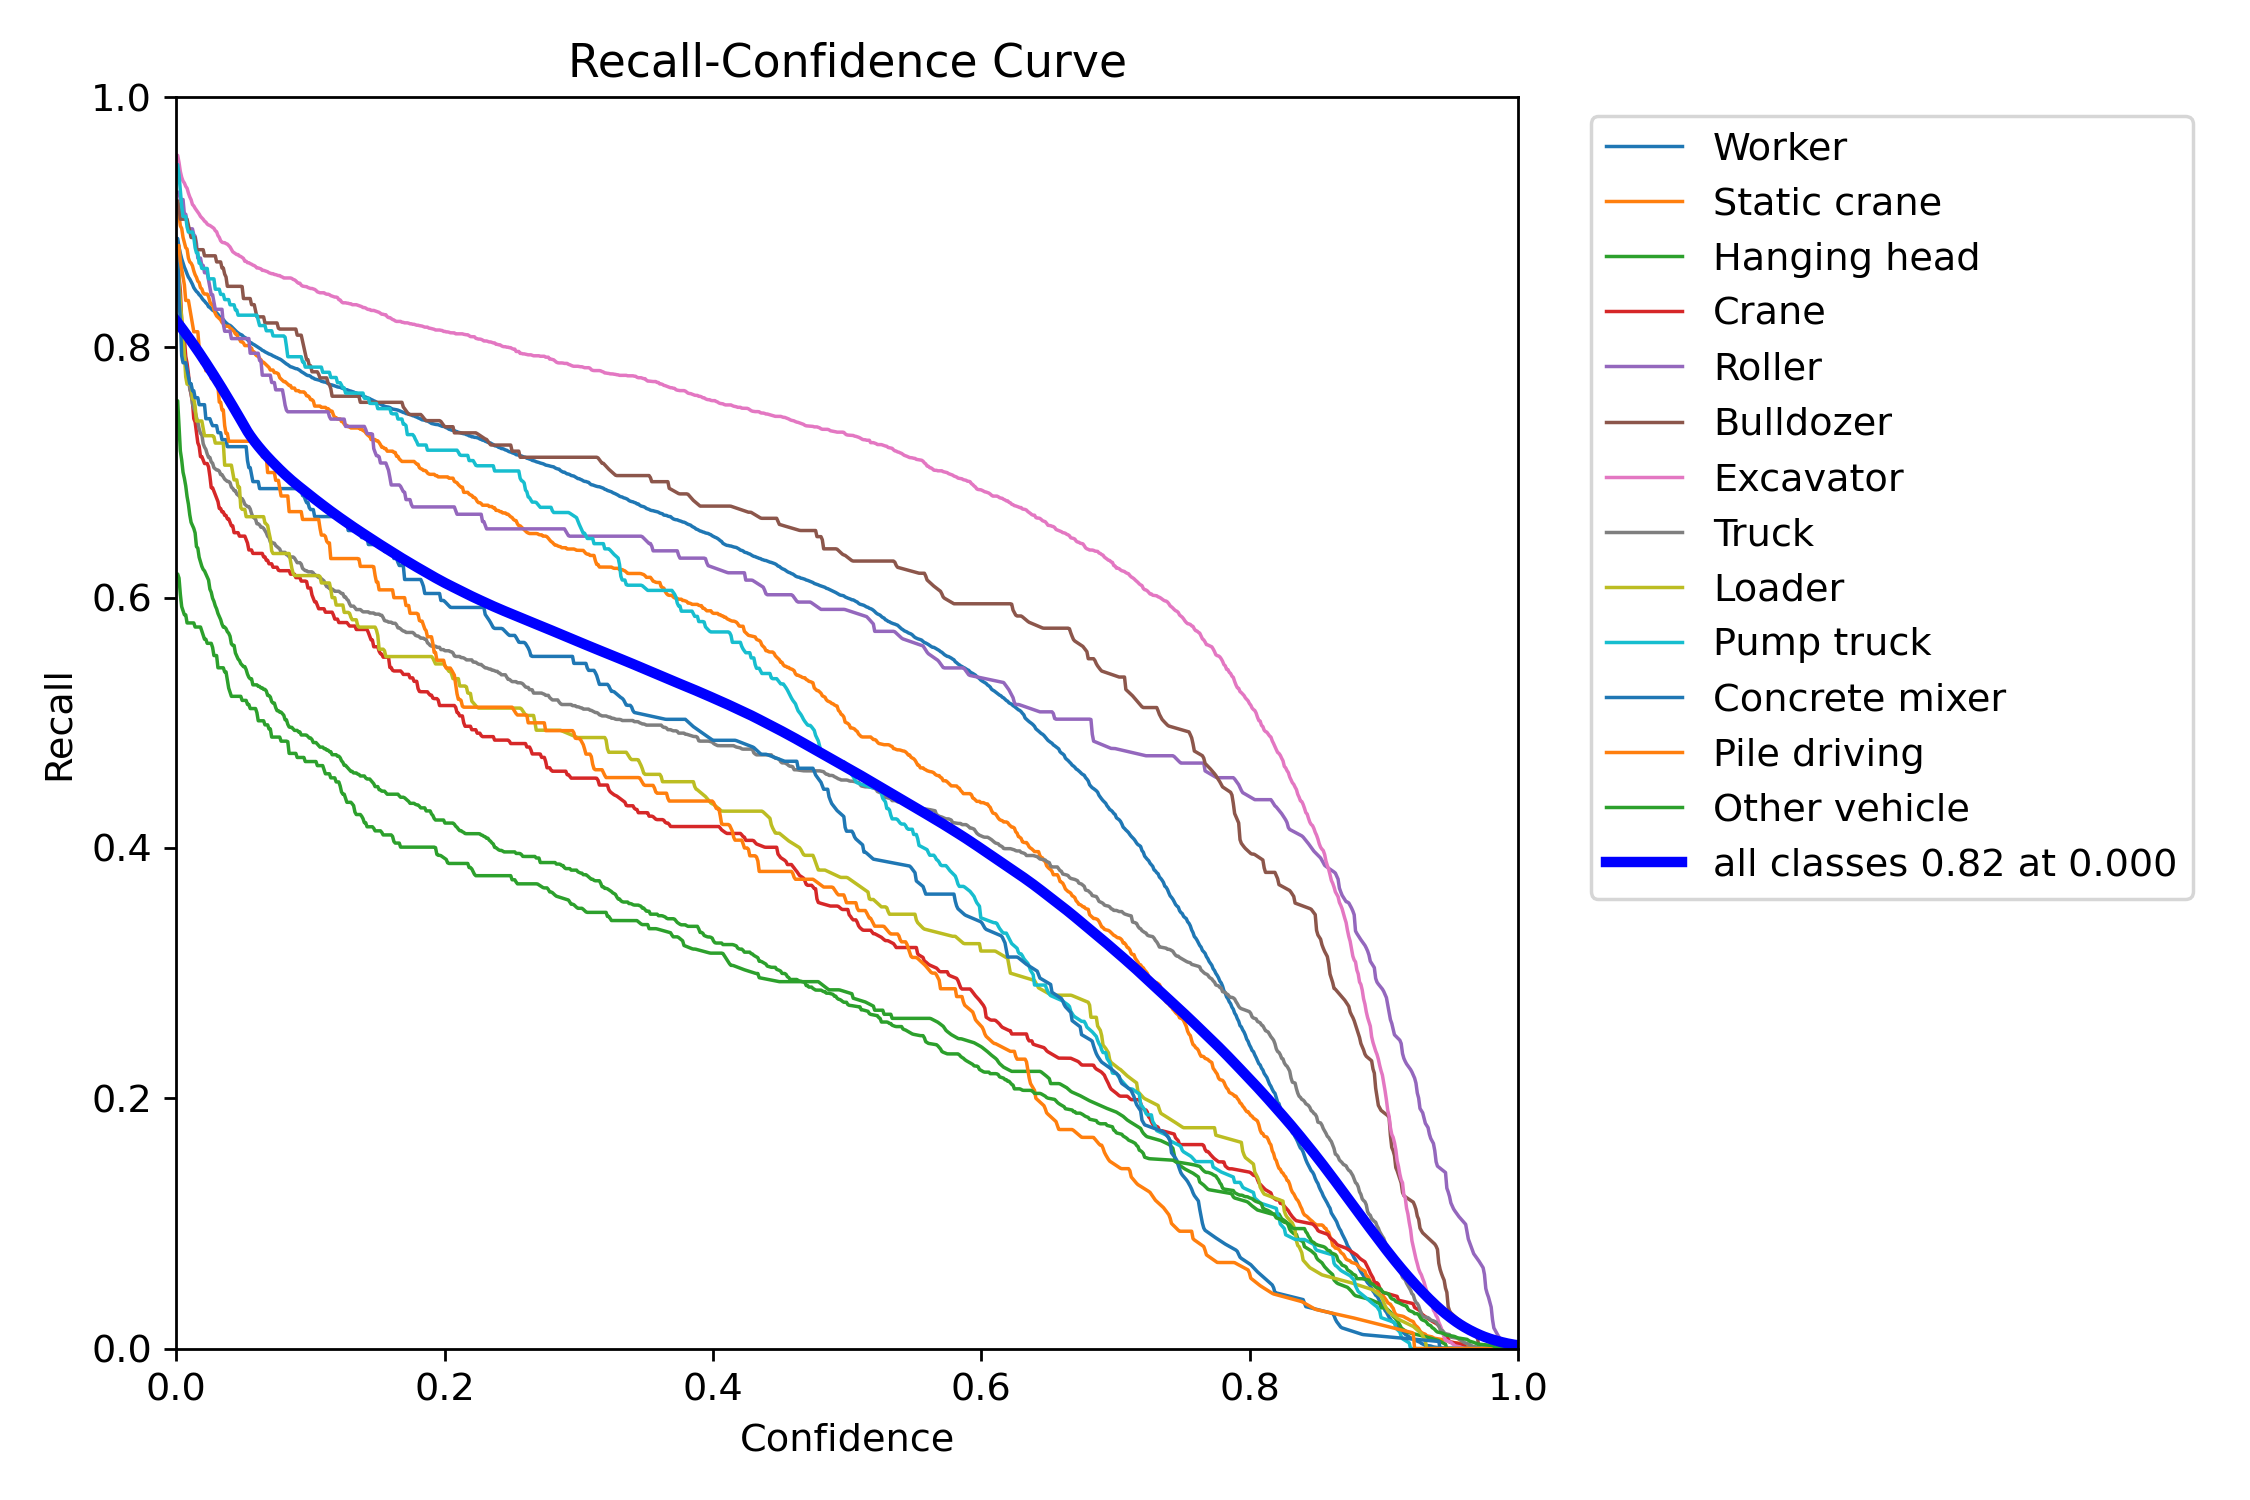 Recall-Confidence Curve
1.0
0.8
0.6
0.4
0.2
0.0
Recall
0.0 0.2 0.4 0.6 0.8 1.0
Confidence
Worker
Static crane
Hanging head
Crane
Roller
Bulldozer
Excavator
Truck
Loader
Pump truck
Concrete mixer
Pile driving
Other vehicle
all classes 0.82 at 0.000